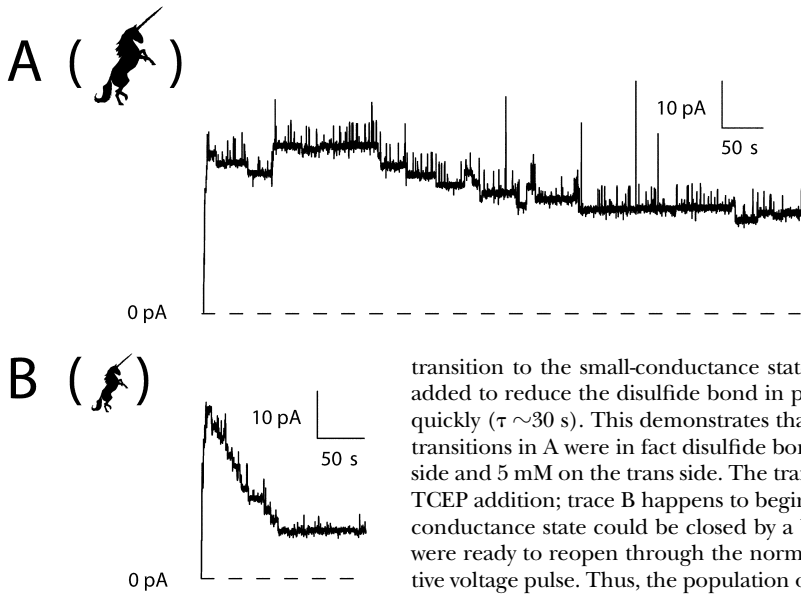 A ( )
10 pA
50 s
0 pA
B ( )
10 pA
50 s
0 pA
transition to the small-conductance stat
added to reduce the disulfide bond in p
quickly (τ ∼30 s). This demonstrates tha
transitions in A were in fact disulfide bor
side and 5 mM on the trans side. The tra
TCEP addition; trace B happens to begin
conductance state could be closed by a
were ready to reopen through the norm
tive voltage pulse. Thus, the population o